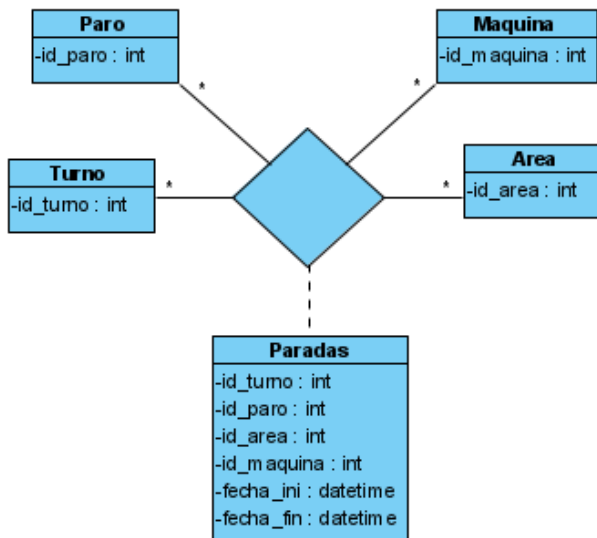 Paro
-id_paro : int
Maquina
-id_maquina : int
*
*
Turno
-id_turno : int
*
Area
-id_area : int
*
Paradas
-id_turno : int
-id_paro : int
-id_area : int
-id_maquina : int
-fecha_ini : datetime
-fecha_fin : datetime